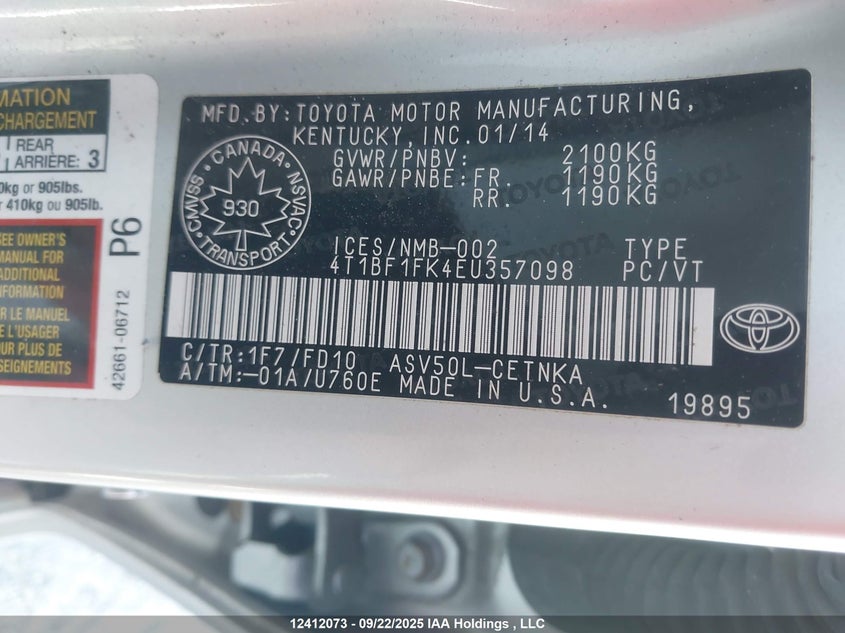 MATION
CHARGEMENT
REAR
ARRIÈRE: 3
0kg or 905lbs.
r 410kg ou 905lb.
P6
SEE OWNER'S
MANUAL FOR
ADDITIONAL
INFORMATION
R LE MANUEL
E L'USAGER
OUR PLUS DE
SEIGNEMENTS
42661-06712
MFD.BY:TOYOTA MOTOR MANUFACTURING,
KENTUCKY,INC.01/14
GVWR/PNBV: 2100KG
GAWR/PNBE:FR. 1190KG
RR. 1190KG
CANADA
CMVSS NSVAC
930
TRANSPORT
ICES/NMB-002 TYPE
4T1BF1FK4EU357098 PC/VT
C/TR:1F7/FD10 ASV50L-CETNKA
A/TM:-01A/U760E MADE IN U.S.A. 19895
12412073 - 09/22/2025 IAA Holdings , LLC